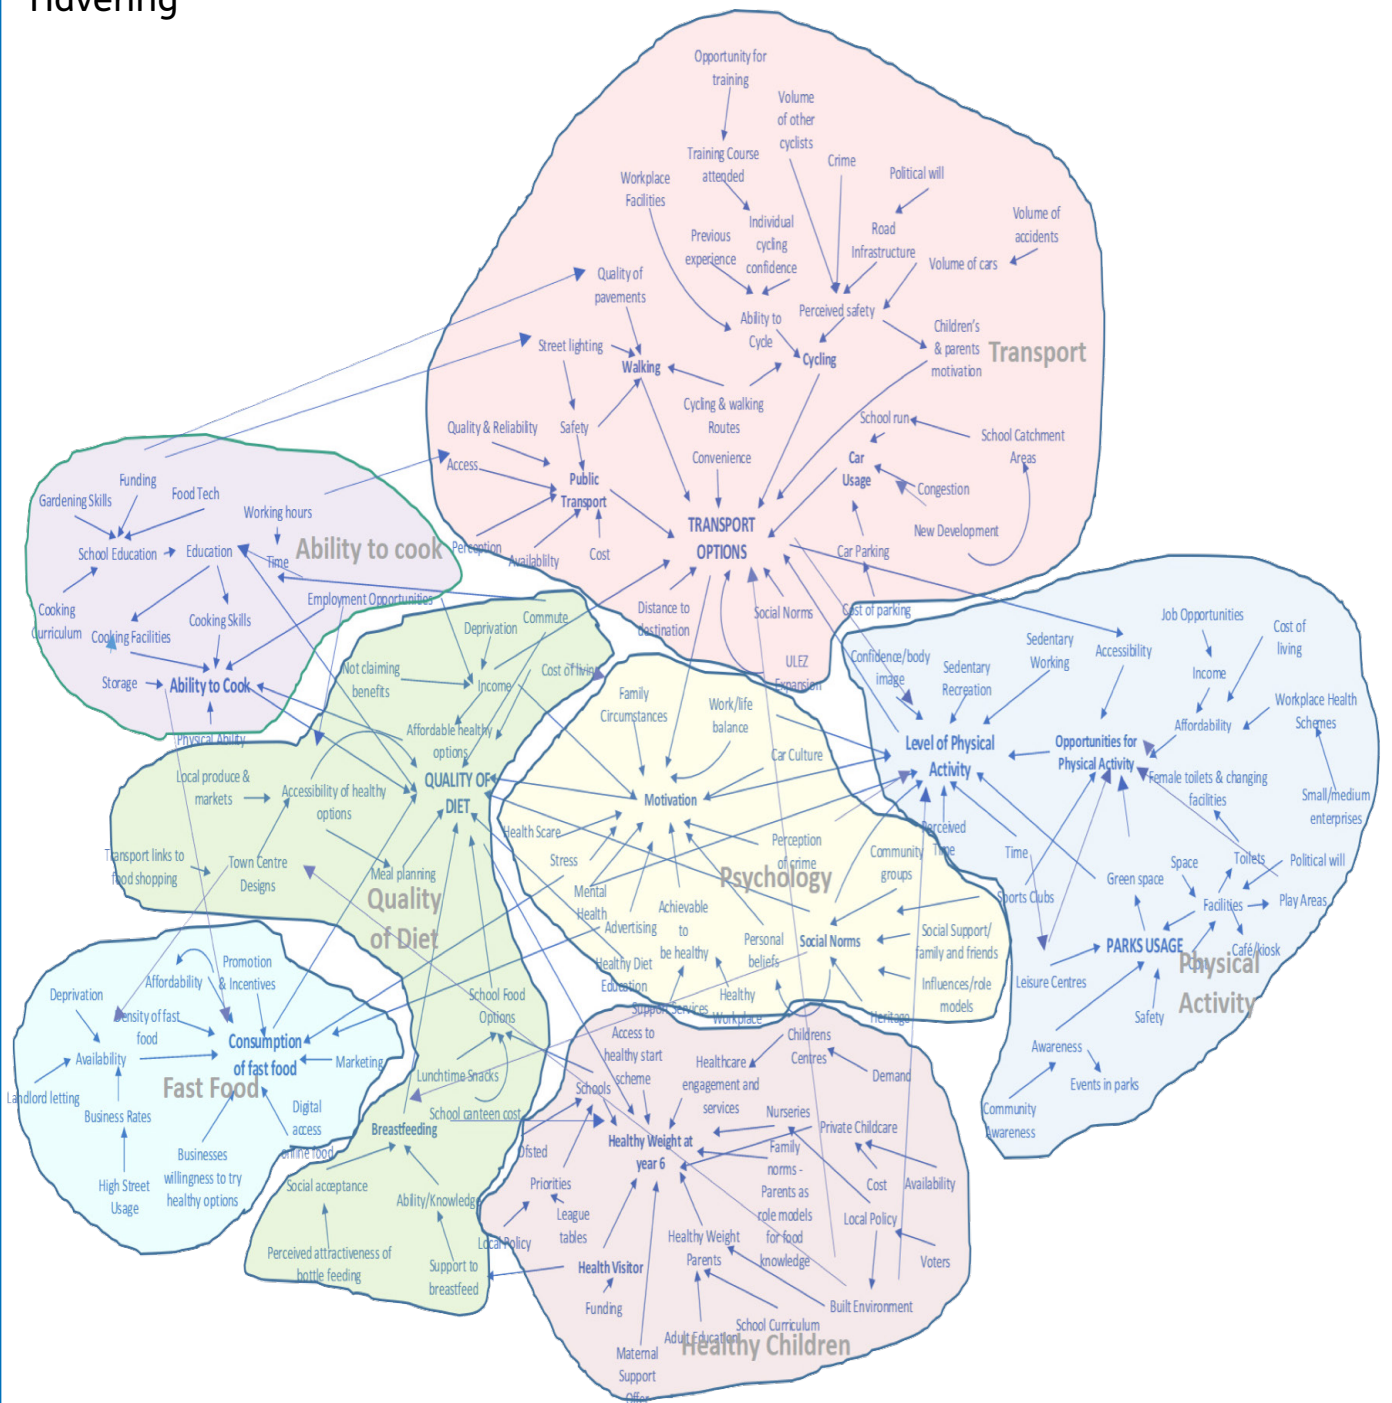 Havering
Opportunity for
training
Volume
of other
cyclists
Training Course
attended
Crime
Workplace
Facilities
Political will
Individual
cycling
confidence
Previous
experience
Road
Infrastructure
Volume of
accidents
Volume of cars
Quality of
pavements
Ability to
Cycle
Perceived safety
Children's
& parents
motivation
Transport
Street lighting
Walking
Cycling
Cycling & walking
Routes
School run
School Catchment
Areas
Quality & Reliability
Safety
Access
Convenience
Car
Usage
Public
Transport
Congestion
TRANSPORT
OPTIONS
New Development
Perception
Availability
Cost
Car Parking
Distance to
destination
Social Norms
Cost of parking
ULEZ
Expansion
Funding
Gardening Skills
Food Tech
Working hours
School Education
Education
Time
Ability to cook
Employment Opportunities
Cooking
Curriculum
Cooking Facilities
Cooking Skills
Storage
Ability to Cook
Physical Ability
Commute
Deprivation
Not claiming
benefits
Income
Cost of living
Affordable healthy
options
QUALITY OF
DIET
Local produce &
markets
Accessibility of healthy
options
Transport links to
food shopping
Town Centre
Designs
Meal planning
Quality
of Diet
School Food
Options
Lunchtime Snacks
School canteen cost
Breastfeeding
Social acceptance
Ability/Knowledge
Perceived attractiveness of
bottle feeding
Support to
breastfeed
Family
Circumstances
Work/life
balance
Car Culture
Motivation
Health Scare
Stress
Perception
of crime
Psychology
Community
groups
Mental
Health
Achievable
to
be healthy
Advertising
Personal
beliefs
Social Norms
Social Support/
family and friends
Healthy Diet
Education
Influences/role
models
Support Services
Healthy
Workplace
Heritage
Confidence/body
image
Sedentary
Recreation
Sedentary
Working
Accessibility
Job Opportunities
Cost of
living
Income
Affordability
Workplace Health
Schemes
Level of Physical
Activity
Opportunities for
Physical Activity
Female toilets & changing
facilities
Small/medium
enterprises
Perceived
Time
Time
Space
Toilets
Political will
Green space
Sports Clubs
Facilities
Play Areas
PARKS USAGE
Café/kiosk
Physical
Activity
Leisure Centres
Safety
Awareness
Events in parks
Community
Awareness
Promotion
& Incentives
Affordability
Deprivation
Density of fast
food
Consumption
of fast food
Availability
Marketing
Fast Food
Landlord letting
Business Rates
Digital
access
online food
Businesses
willingness to try
healthy options
High Street
Usage
Access to
healthy start
scheme
Childrens
Centres
Healthcare
engagement and
services
Demand
Schools
Nurseries
Private Childcare
Healthy Weight at
year 6
Ofsted
Family
norms -
Parents as
role models
for food
knowledge
Cost
Availability
Priorities
League
tables
Local Policy
Local Policy
Healthy Weight
Parents
Voters
Health Visitor
Funding
Built Environment
School Curriculum
Adult Education
Healthy Children
Maternal
Support
Offer